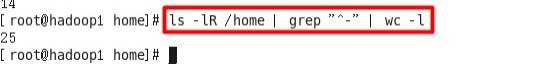 14
[root@hadoop1 home]# ls -lR /home | grep "^-" | wc -l
25
[root@hadoop1 home]#